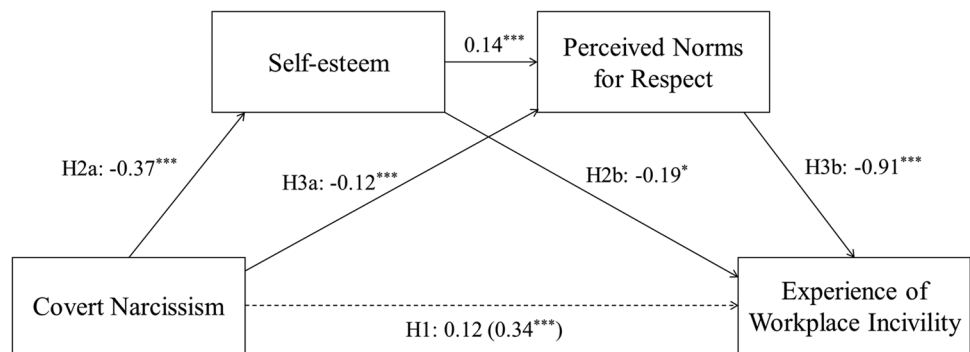 Self-esteem
0.14***
Perceived Norms
for Respect
H2a: -0.37***
H3a: -0.12***
H2b: -0.19*
H3b: -0.91***
Covert Narcissism
H1: 0.12 (0.34***)
Experience of
Workplace Incivility